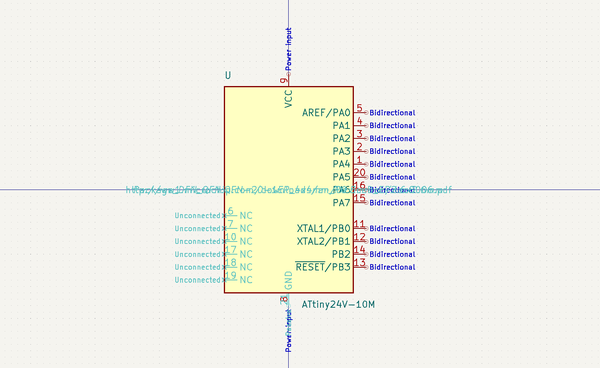 Power Input
U
9
VCC
AREF/PA0 5 Bidirectional
PA1 4 Bidirectional
PA2 3 Bidirectional
PA3 2 Bidirectional
PA4 1 Bidirectional
PA5 20 Bidirectional
PA6 16 Bidirectional
PA7 15 Bidirectional
Unconnected 6 NC
Unconnected 7 NC XTAL1/PB0 11 Bidirectional
Unconnected 10 NC XTAL2/PB1 12 Bidirectional
Unconnected 17 NC PB2 14 Bidirectional
Unconnected 18 NC RESET/PB3 13 Bidirectional
Unconnected 19 NC
GND
8
ATtiny24V-10M
Power Input